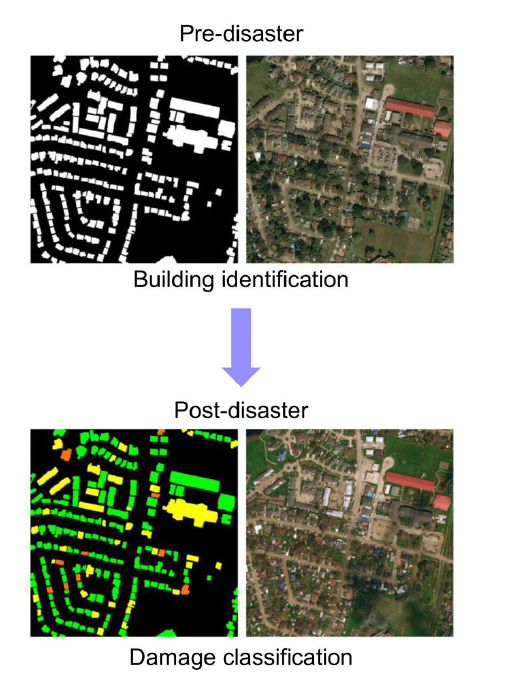 Pre-disaster
Building identification
Post-disaster
Damage classification